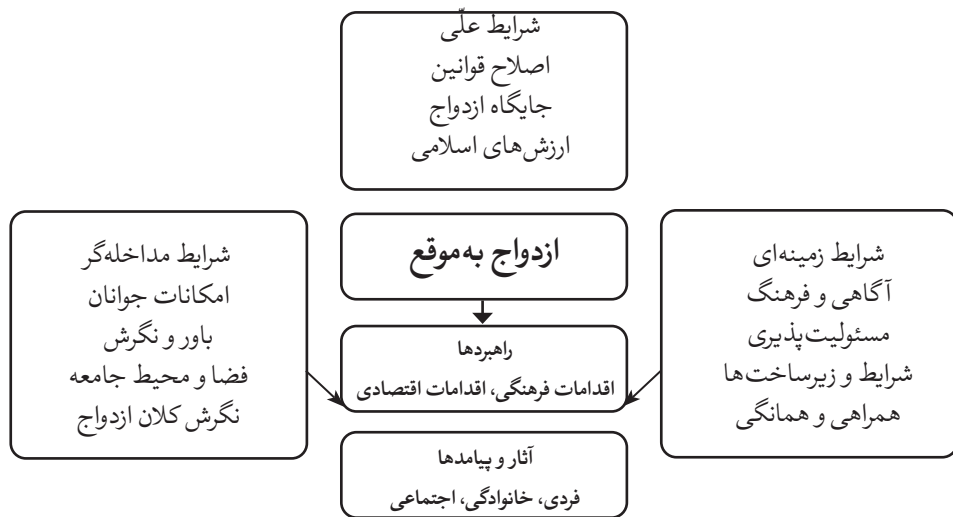 شرایط علّی
اصلاح قوانین
جایگاه ازدواج
ارزش‌های اسلامی
شرایط زمینه‌ای
آگاهی و فرهنگ
مسئولیت‌پذیری
شرایط و زیرساخت‌ها
همراهی و همانگی
ازدواج به‌موقع
شرایط مداخله‌گر
امکانات جوانان
باور و نگرش
فضا و محیط جامعه
نگرش کلان ازدواج
راهبردها
اقدامات فرهنگی، اقدامات اقتصادی
آثار و پیامدها
فردی، خانوادگی، اجتماعی